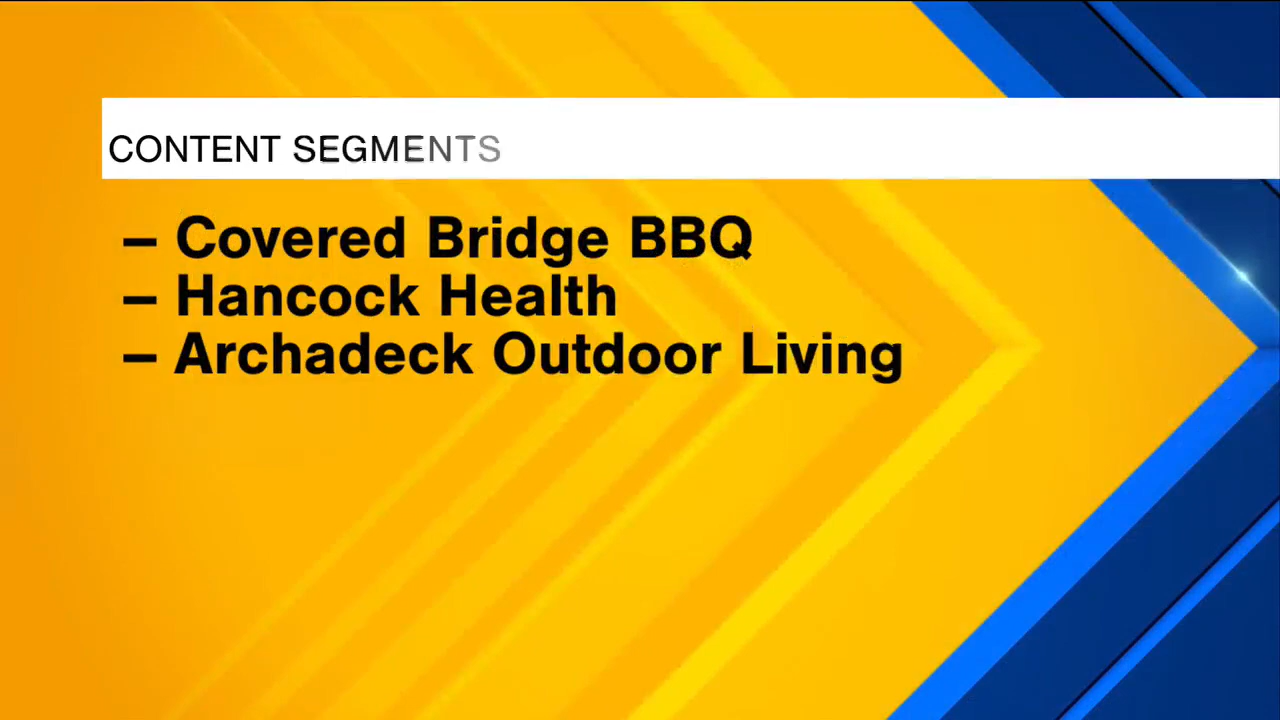 CONTENT SEGMENTS
– Covered Bridge BBQ
– Hancock Health
– Archadeck Outdoor Living